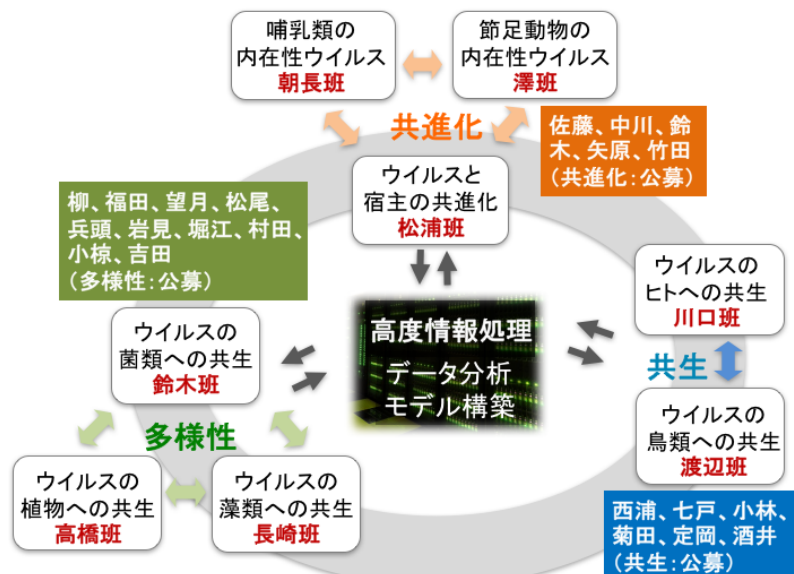 哺乳類の
内在性ウイルス
朝長班
節足動物の
内在性ウイルス
澤班
共進化
佐藤、中川、鈴
木、矢原、竹田
(共進化:公募)
ウイルスと
宿主の共進化
松浦班
柳、福田、望月、松尾、
兵頭、岩見、堀江、村田、
小椋、吉田
(多様性:公募)
ウイルスの
ヒトへの共生
川口班
高度情報処理
データ分析
モデル構築
ウイルスの
菌類への共生
鈴木班
共生
ウイルスの
鳥類への共生
渡辺班
多様性
ウイルスの
植物への共生
高橋班
ウイルスの
藻類への共生
長崎班
西浦、七戸、小林、
菊田、定岡、酒井
(共生:公募)